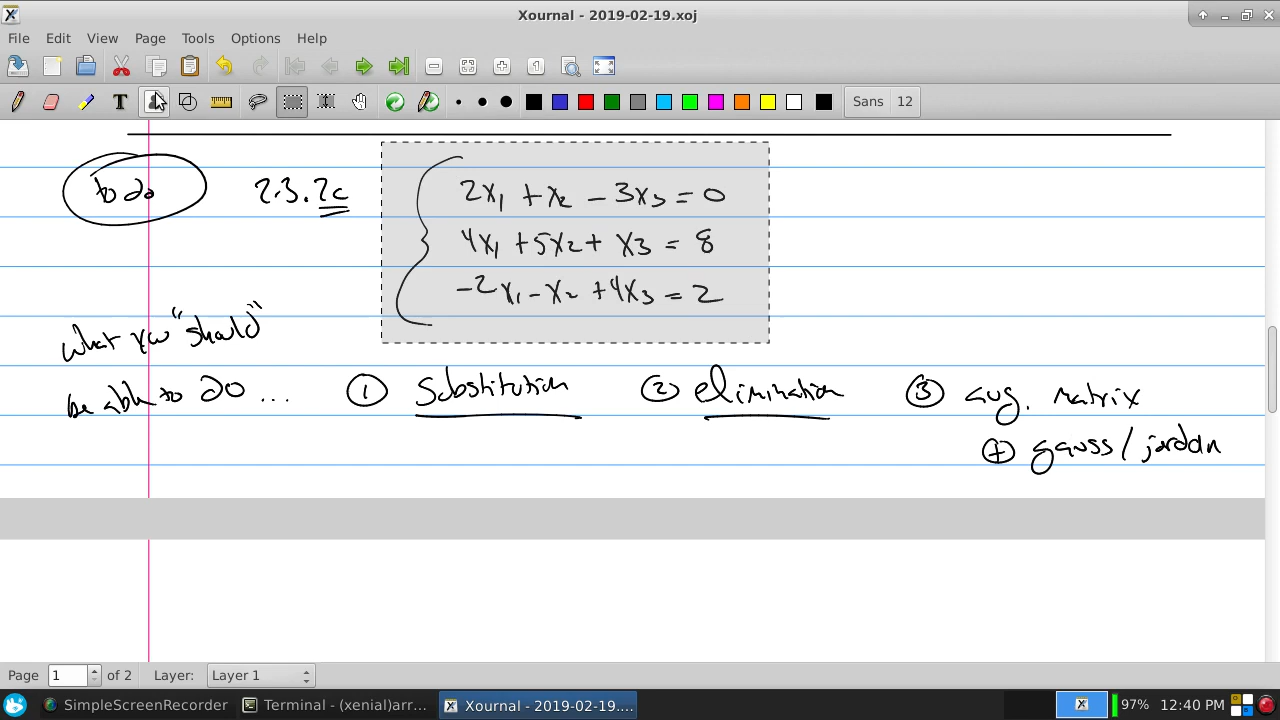 Xournal - 2019-02-19.xoj
File Edit View Page Tools Options Help
Sans 12
to do 2.3.2c 2x₁ + x₂ - 3x₃ = 0
4x₁ + 5x₂ + x₃ = 8
-2x₁ - x₂ + 4x₃ = 2
what you "should"
be able to do ... ① Substitution ② elimination ③ aug. matrix
⊕ gauss / jordan
Page 1 of 2 Layer: Layer 1
SimpleScreenRecorder Terminal - (xenial)arr... Xournal - 2019-02-19.... 97% 12:40 PM